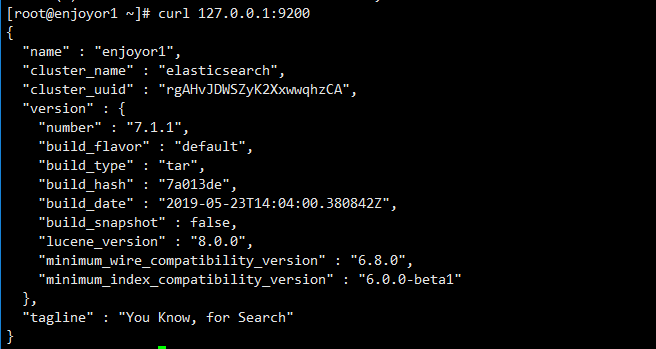 [root@enjoyor1 ~]# curl 127.0.0.1:9200
{
  "name" : "enjoyor1",
  "cluster_name" : "elasticsearch",
  "cluster_uuid" : "rgAHvJDWSZyK2XxwwqhzCA",
  "version" : {
    "number" : "7.1.1",
    "build_flavor" : "default",
    "build_type" : "tar",
    "build_hash" : "7a013de",
    "build_date" : "2019-05-23T14:04:00.380842Z",
    "build_snapshot" : false,
    "lucene_version" : "8.0.0",
    "minimum_wire_compatibility_version" : "6.8.0",
    "minimum_index_compatibility_version" : "6.0.0-beta1"
  },
  "tagline" : "You Know, for Search"
}